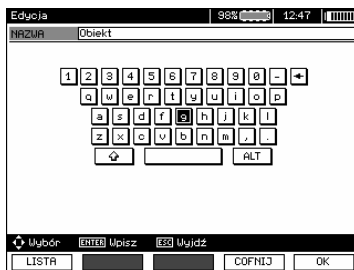 Edycja 98% 12:47
NAZWA Obiekt
1 2 3 4 5 6 7 8 9 0 -
q w e r t y u i o p
a s d f g h j k l
z x c v b n m , .
ALT
Wybór ENTER Wpisz ESC Wyjdź
LISTA COFNIJ OK